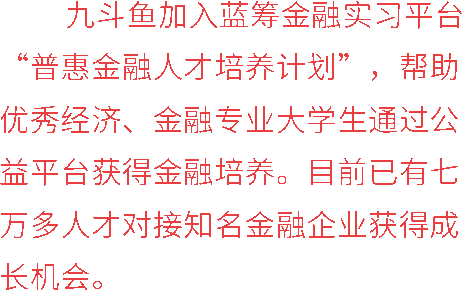 九斗鱼加入蓝筹金融实习平台
“普惠金融人才培养计划”，帮助
优秀经济、金融专业大学生通过公
益平台获得金融培养。目前已有七
万多人才对接知名金融企业获得成
长机会。